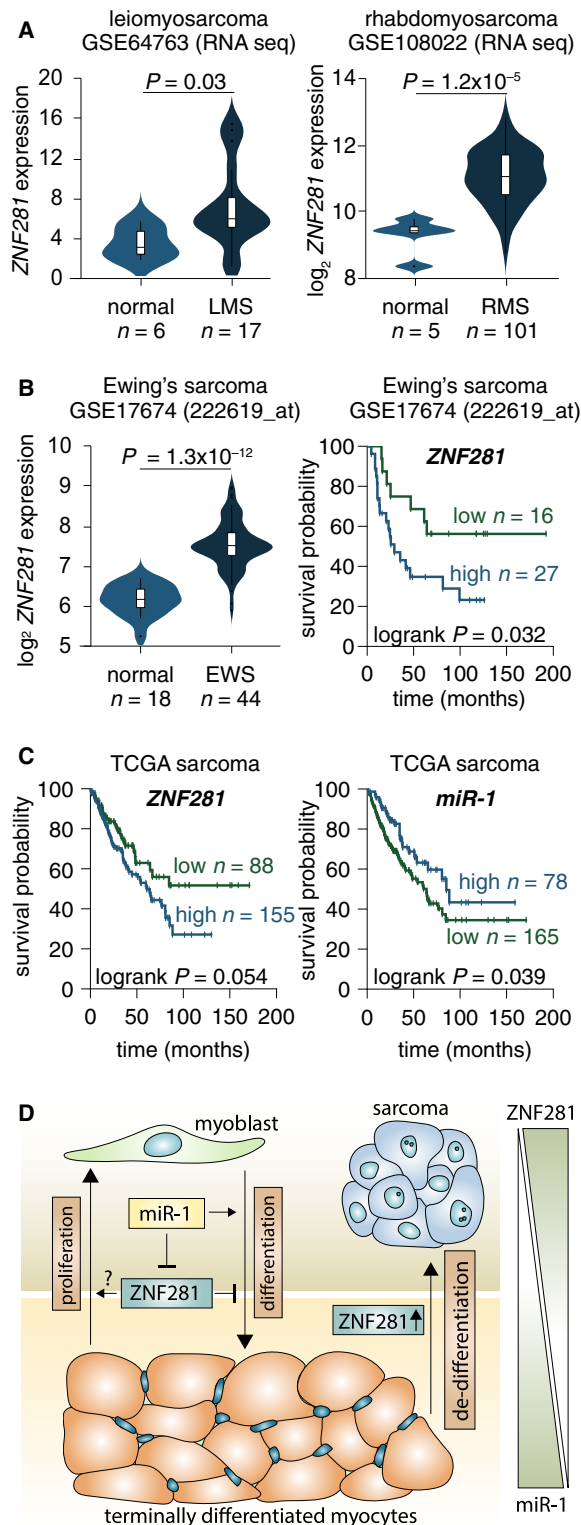 A
leiomyosarcoma
GSE64763 (RNA seq)
P = 0.03
ZNF281 expression
20
16
12
8
4
0
normal
n = 6
LMS
n = 17
rhabdomyosarcoma
GSE108022 (RNA seq)
P = 1.2x10⁻⁵
log₂ ZNF281 expression
14
12
10
8
normal
n = 5
RMS
n = 101
B
Ewing's sarcoma
GSE17674 (222619_at)
P = 1.3x10⁻¹²
log² ZNF281 expression
10
9
8
7
6
5
normal
n = 18
EWS
n = 44
Ewing's sarcoma
GSE17674 (222619_at)
ZNF281
survival probability
100
80
60
40
20
0
low n = 16
high n = 27
logrank P = 0.032
0 50 100 150 200
time (months)
C
TCGA sarcoma
ZNF281
survival probability
100
80
60
40
20
0
low n = 88
high n = 155
logrank P = 0.054
0 50 100 150 200
time (months)
TCGA sarcoma
miR-1
survival probability
100
80
60
40
20
0
high n = 78
low n = 165
logrank P = 0.039
0 50 100 150 200
time (months)
D
myoblast
sarcoma
ZNF281
proliferation
miR-1
differentiation
?
ZNF281
ZNF281
de-differentiation
terminally differentiated myocytes
miR-1